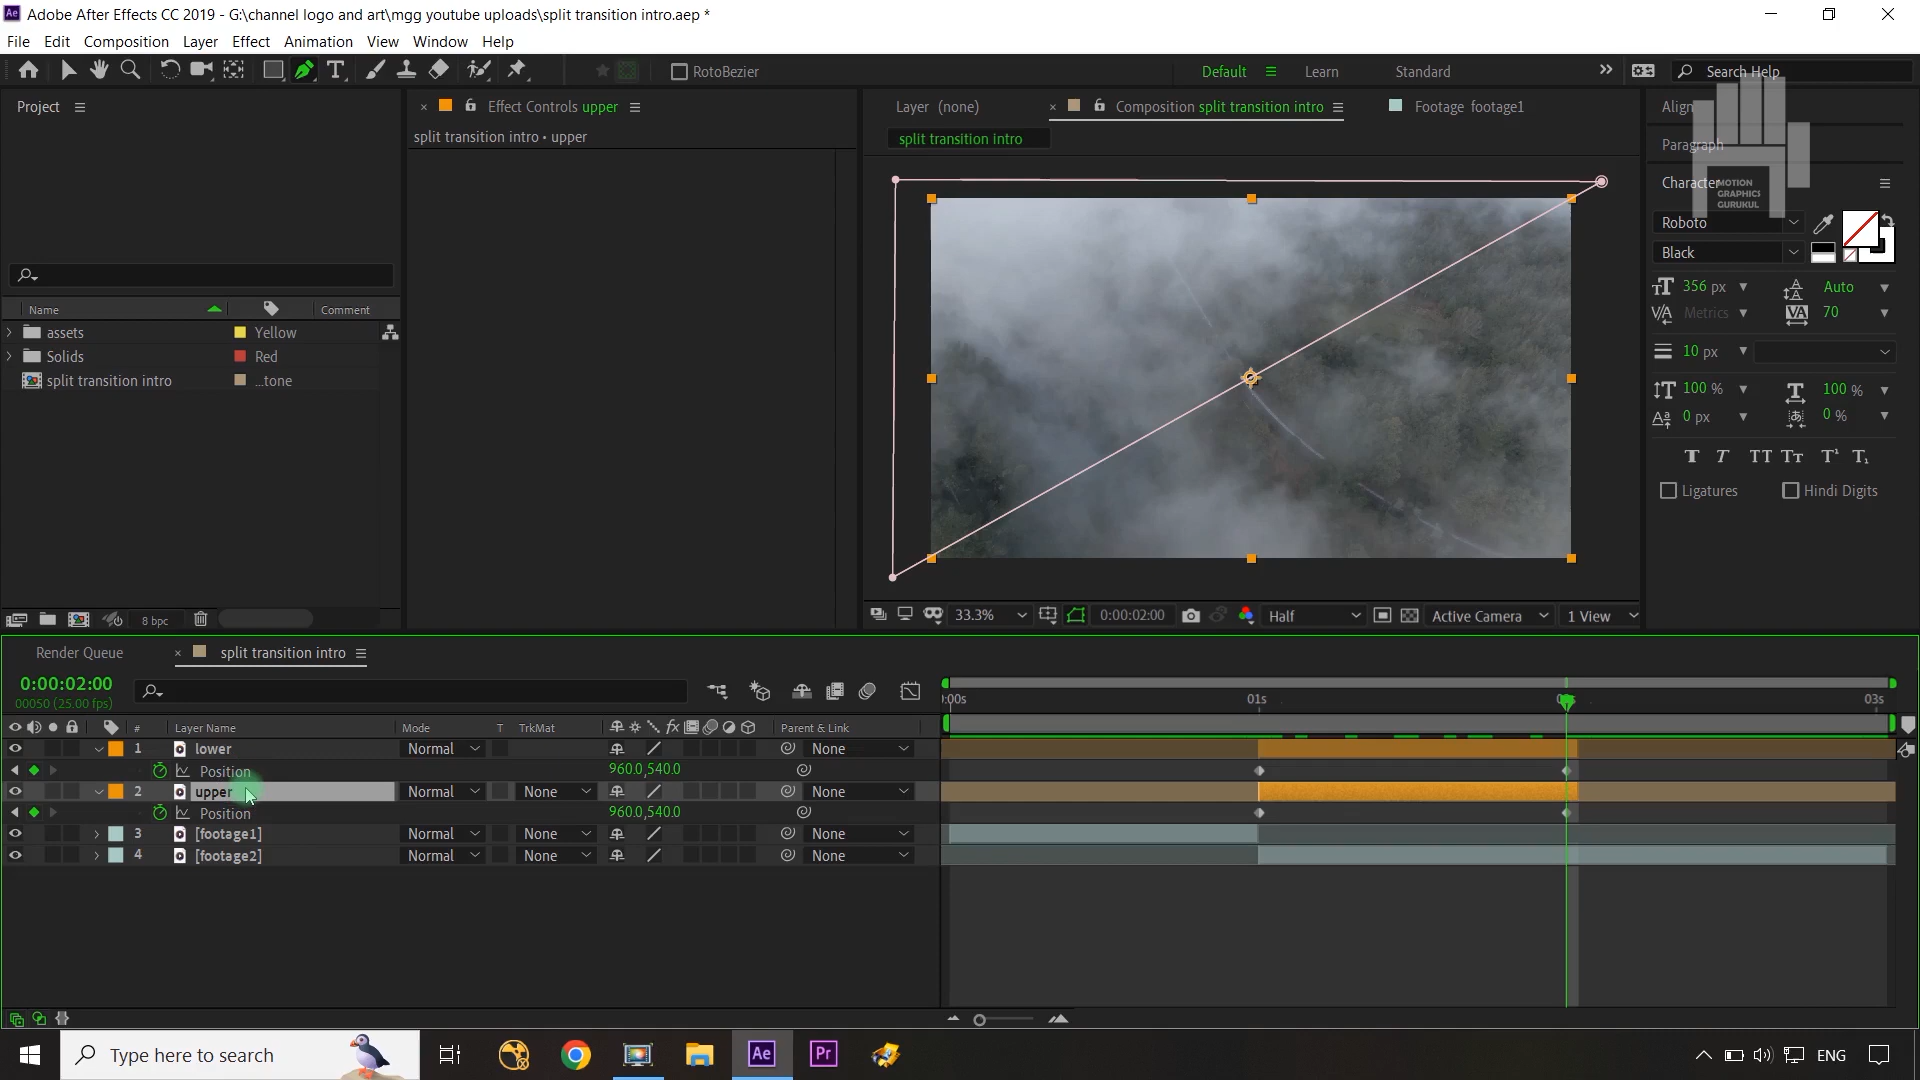 Adobe After Effects CC 2019 - G:\channel logo and art\mgg youtube uploads\split transition intro.aep *
File Edit Composition Layer Effect Animation View Window Help
RotoBezier Default Learn Standard Search Help
Project
Effect Controls upper
split transition intro • upper
Layer (none) Composition split transition intro Footage footage1
split transition intro
Align
Paragraph
Character
MOTION
GRAPHICS
GURUKUL
Roboto
Black
356 px Auto
Metrics 70
10 px
100 % 100 %
0 px 0 %
T T TT Tт T¹ T₁
Ligatures Hindi Digits
Name Comment
assets Yellow
Solids Red
split transition intro ...tone
8 bpc
33.3% 0:00:02:00 Half Active Camera 1 View
Render Queue split transition intro
0:00:02:00
00050 (25.00 fps)
:00s 01s 03s
# Layer Name Mode T TrkMat Parent & Link
1 lower Normal None
Position 960.0,540.0
2 upper Normal None None
Position 960.0,540.0
3 [footage1] Normal None None
4 [footage2] Normal None None
Type here to search Ae Pr ENG